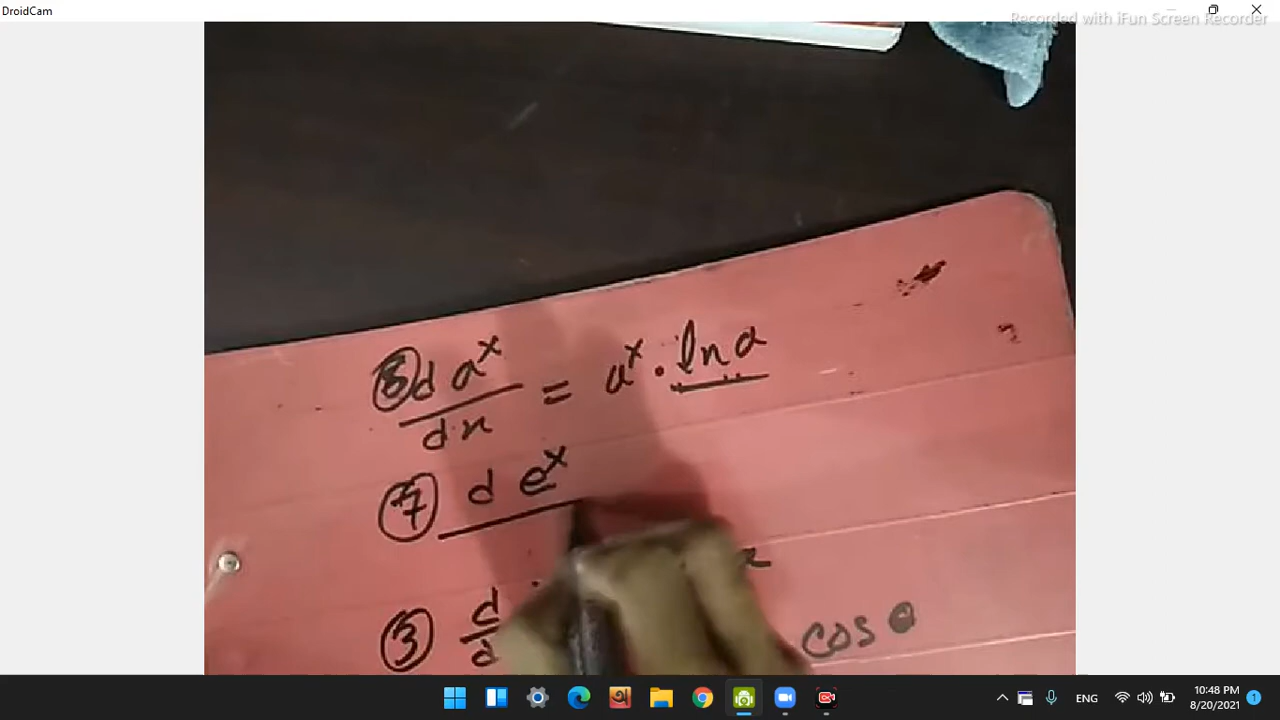 DroidCam
Recorded with iFun Screen Recorder
⑥ d aˣ / dx = aˣ · ln a
⑦ d eˣ
③ d/d
cos θ
ENG
10:48 PM
8/20/2021
1